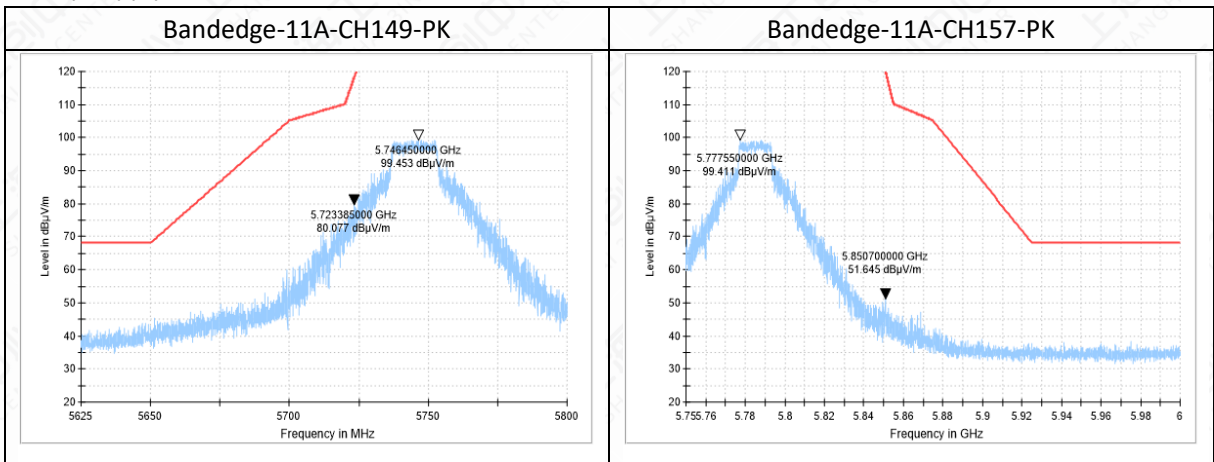 Bandedge-11A-CH149-PK
Bandedge-11A-CH157-PK
120
110
100
90
80
70
60
50
40
30
20
Level in dBµV/m
5.746450000 GHz
99.453 dBµV/m
5.723385000 GHz
80.077 dBµV/m
5625
5650
5700
5750
5800
Frequency in MHz
120
110
100
90
80
70
60
50
40
30
20
Level in dBµV/m
5.777550000 GHz
99.411 dBµV/m
5.850700000 GHz
51.645 dBµV/m
5.755.76 5.78 5.8 5.82 5.84 5.86 5.88 5.9 5.92 5.94 5.96 5.98 6
Frequency in GHz